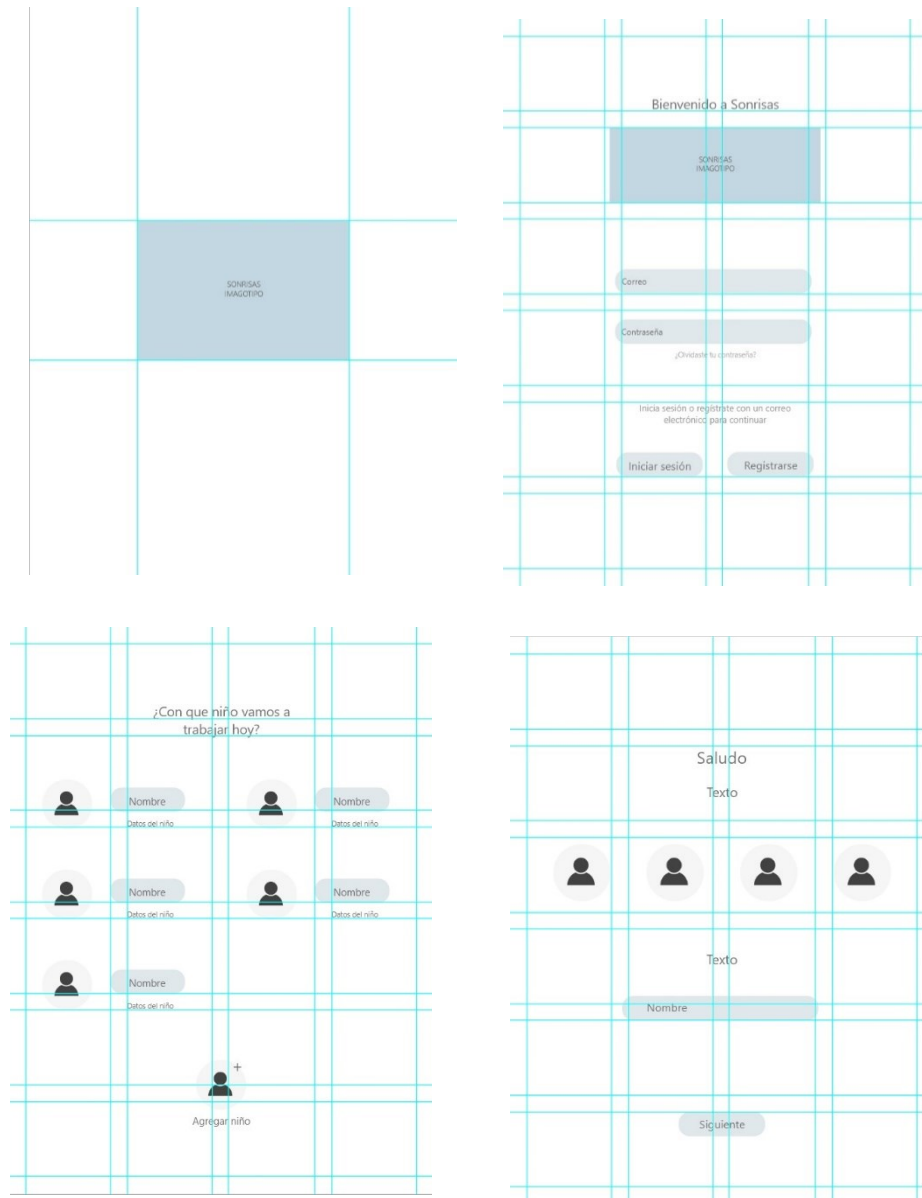 SONRISAS
IMAGOTIPO
Bienvenido a Sonrisas
SONRISAS
IMAGOTIPO
Correo
Contraseña
¿Olvidaste tu contraseña?
Inicia sesión o regístrate con un correo
electrónico para continuar
Iniciar sesión
Registrarse
¿Con que niño vamos a
trabajar hoy?
Nombre
Datos del niño
Nombre
Datos del niño
Nombre
Datos del niño
Nombre
Datos del niño
Nombre
Datos del niño
+
Agregar niño
Saludo
Texto
Texto
Nombre
Siguiente